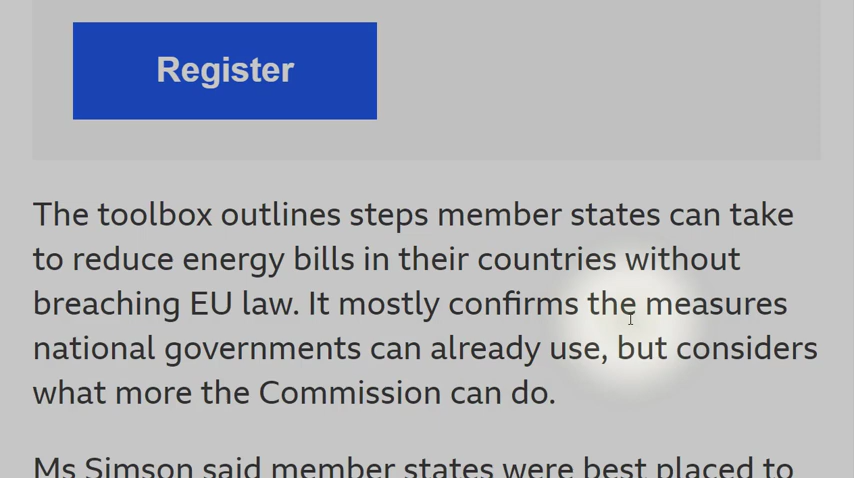 Register
The toolbox outlines steps member states can take
to reduce energy bills in their countries without
breaching EU law. It mostly confirms the measures
national governments can already use, but considers
what more the Commission can do.
Ms Simson said member states were best placed to